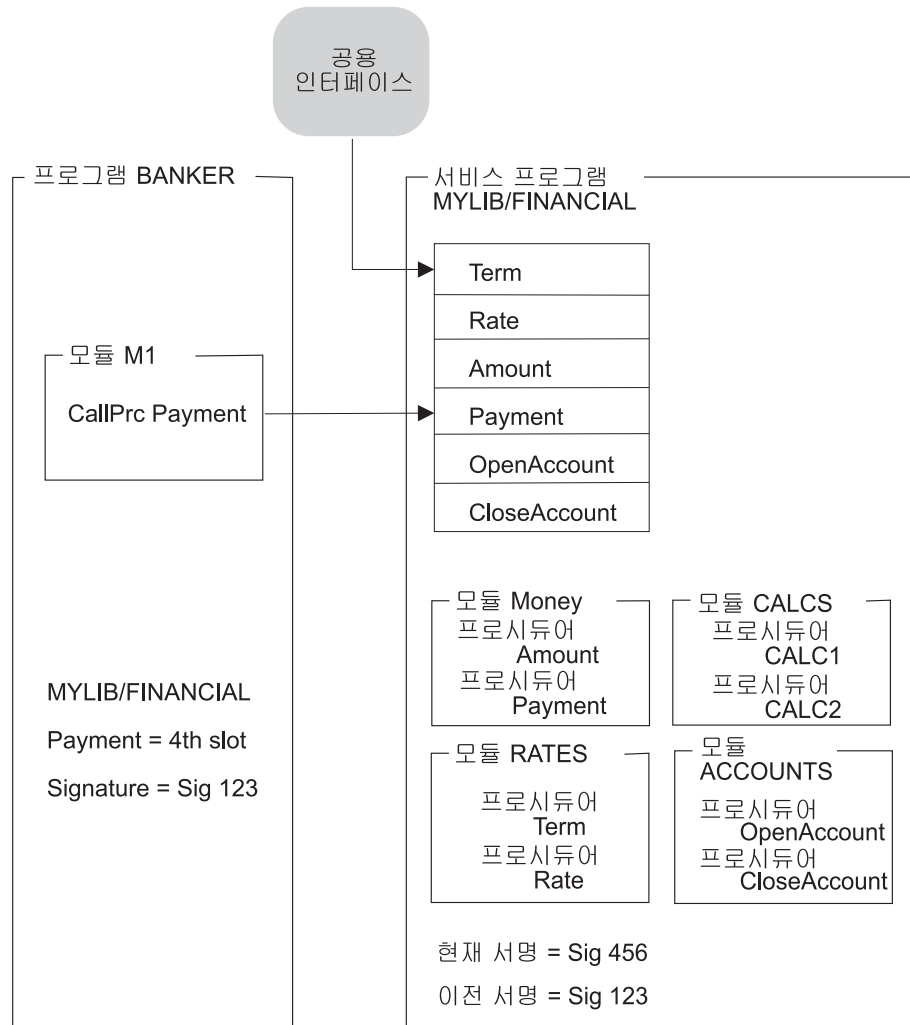 공용
인터페이스
프로그램 BANKER
모듈 M1
CallPrc Payment
MYLIB/FINANCIAL
Payment = 4th slot
Signature = Sig 123
서비스 프로그램
MYLIB/FINANCIAL
Term
Rate
Amount
Payment
OpenAccount
CloseAccount
모듈 Money
프로시듀어
Amount
프로시듀어
Payment
모듈 CALCS
프로시듀어
CALC1
프로시듀어
CALC2
모듈 RATES
프로시듀어
Term
프로시듀어
Rate
모듈
ACCOUNTS
프로시듀어
OpenAccount
프로시듀어
CloseAccount
현재 서명 = Sig 456
이전 서명 = Sig 123